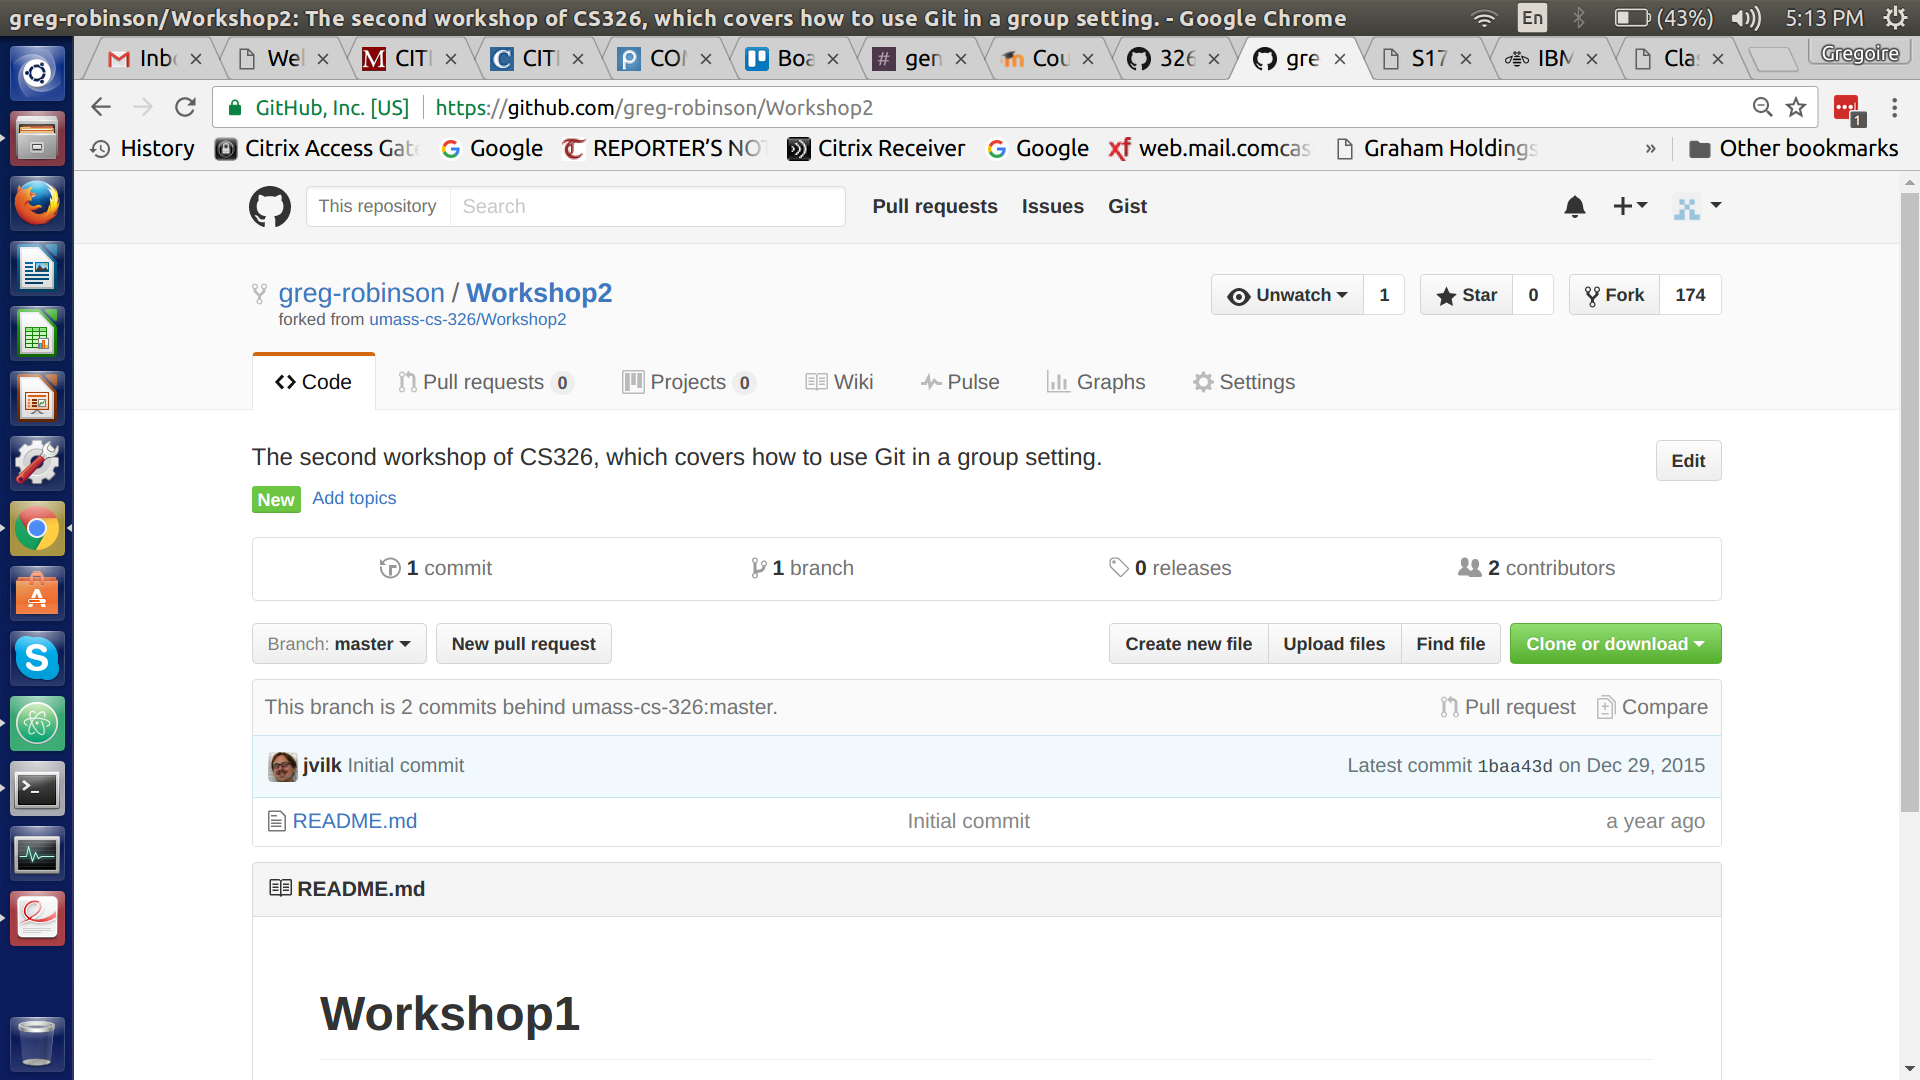 greg-robinson/Workshop2: The second workshop of CS326, which covers how to use Git in a group setting. - Google Chrome
En (43%) 5:13 PM
Inb Wel CIT CIT CO Boa gen Cou 326 gre S17 IBM Cla Gregoire
GitHub, Inc. [US] https://github.com/greg-robinson/Workshop2 1
History Citrix Access Gat Google REPORTER'S NO Citrix Receiver Google web.mail.comcas Graham Holdings » Other bookmarks
This repository Search Pull requests Issues Gist
greg-robinson / Workshop2 Unwatch 1 Star 0 Fork 174
forked from umass-cs-326/Workshop2
Code Pull requests 0 Projects 0 Wiki Pulse Graphs Settings
The second workshop of CS326, which covers how to use Git in a group setting. Edit
New Add topics
1 commit 1 branch 0 releases 2 contributors
Branch: master New pull request Create new file Upload files Find file Clone or download
This branch is 2 commits behind umass-cs-326:master. Pull request Compare
jvilk Initial commit Latest commit 1baa43d on Dec 29, 2015
README.md Initial commit a year ago
README.md
Workshop1